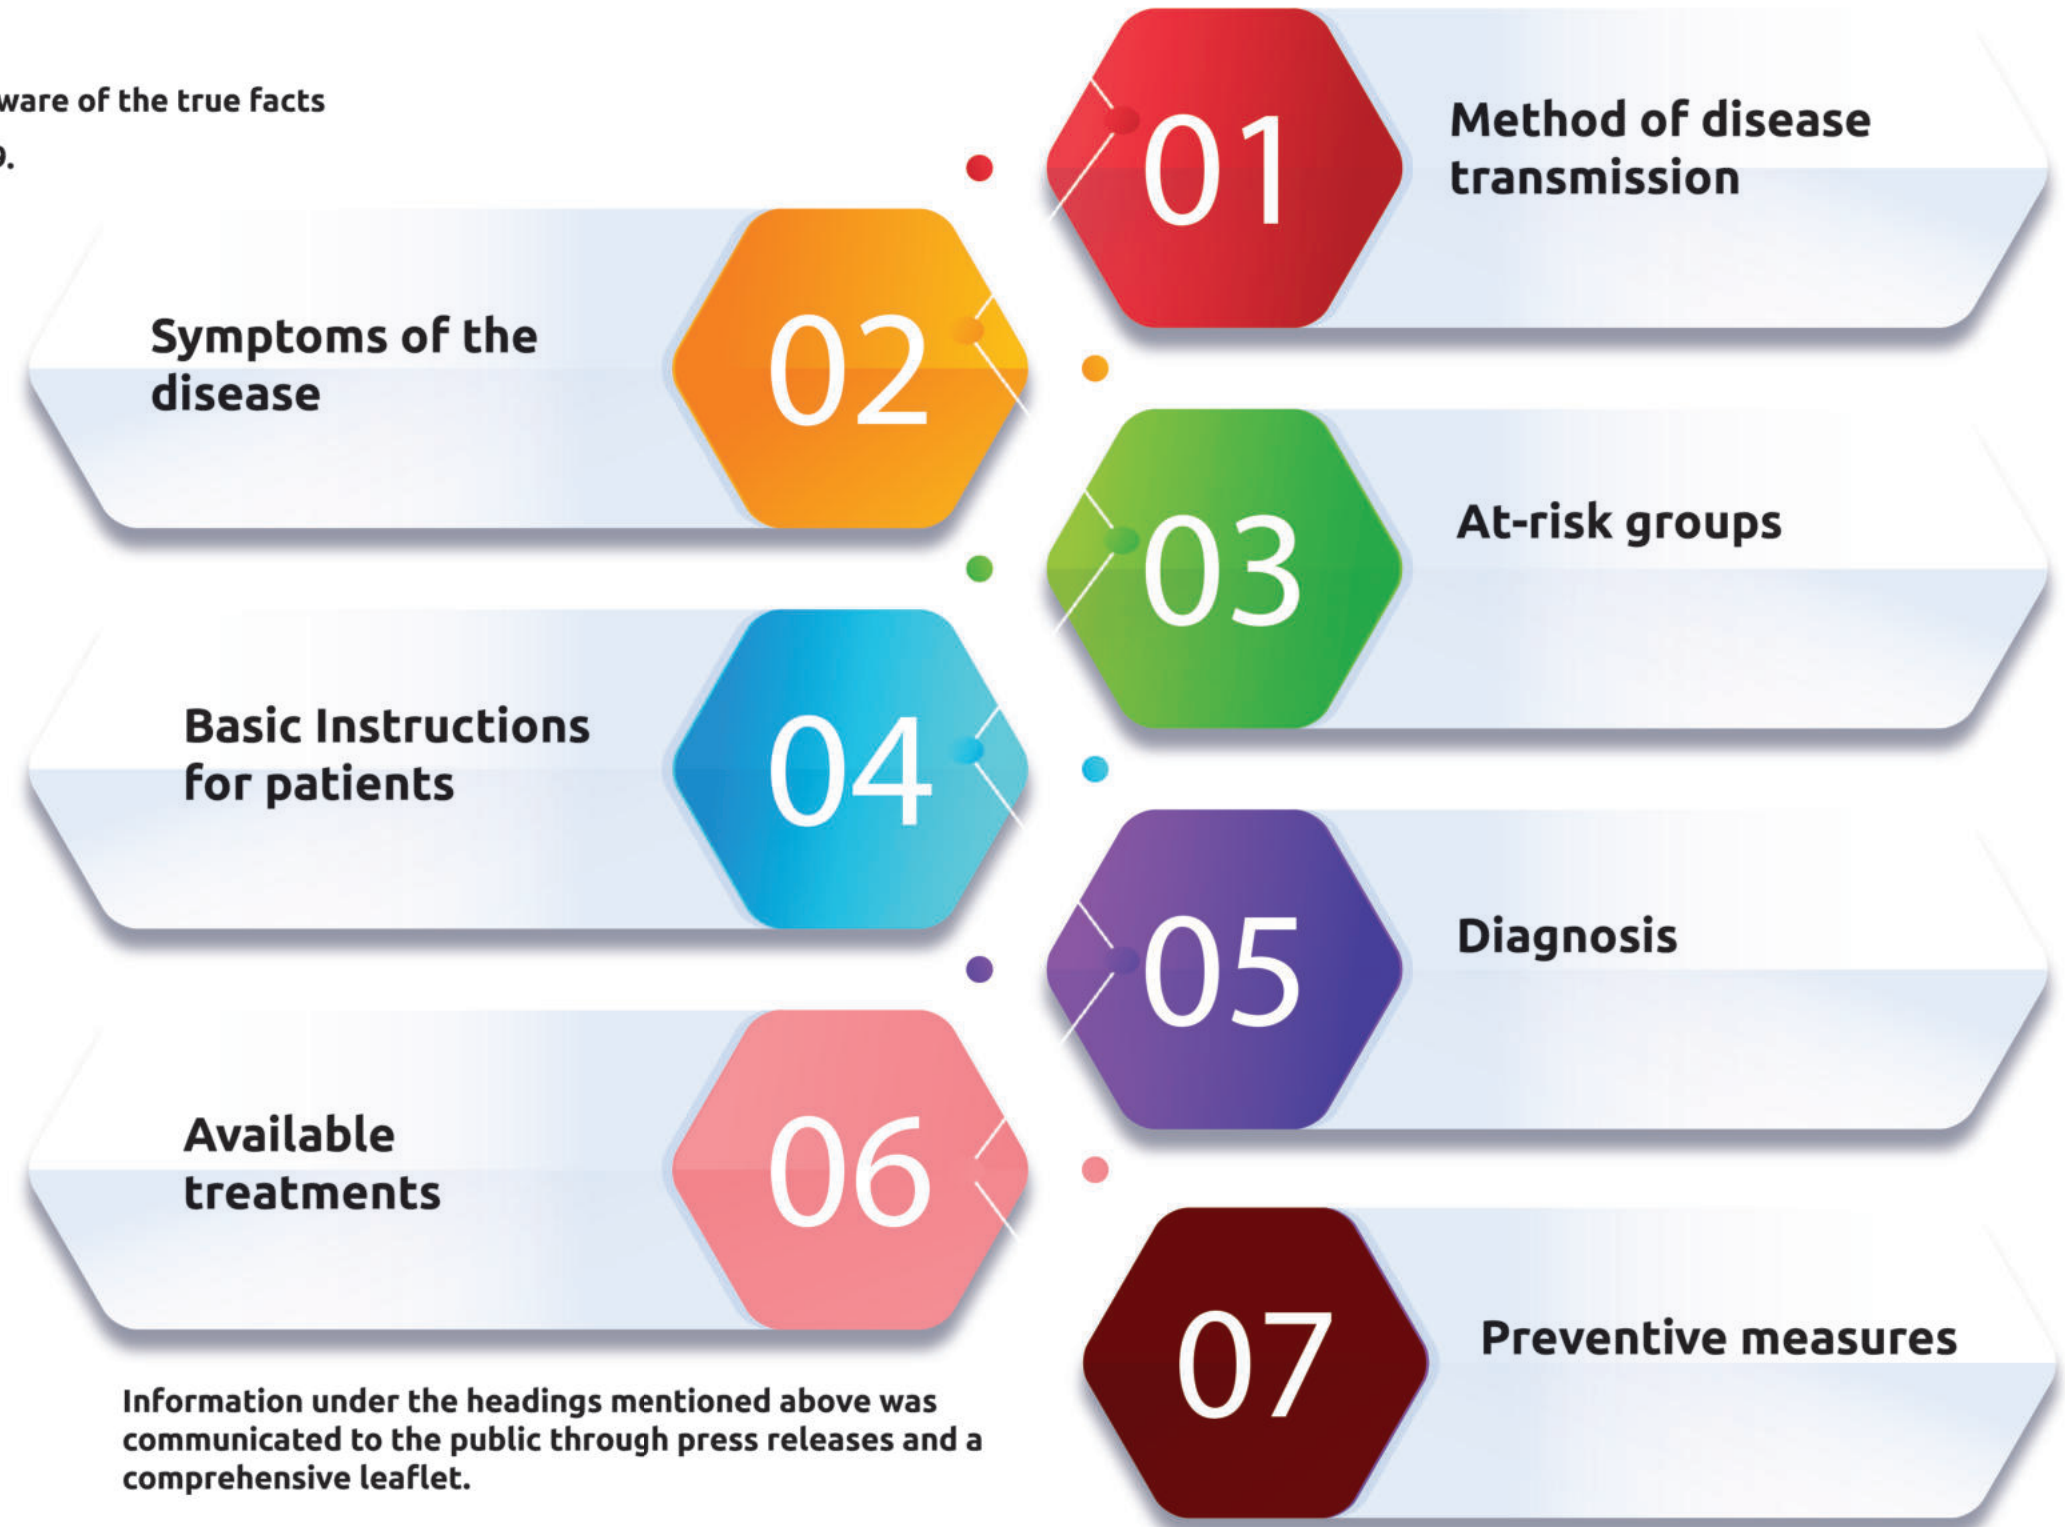 ware of the true facts
01
Method of disease
transmission
02
Symptoms of the
disease
03
At-risk groups
04
Basic Instructions
for patients
05
Diagnosis
06
Available
treatments
07
Preventive measures
Information under the headings mentioned above was
communicated to the public through press releases and a
comprehensive leaflet.